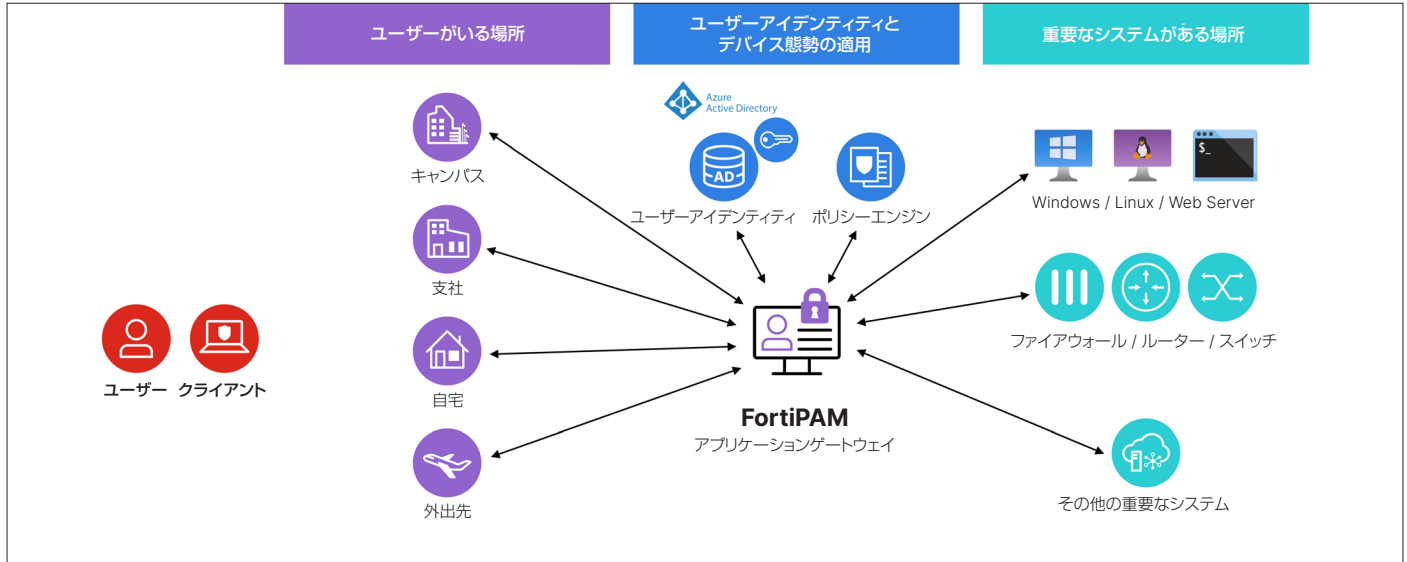 ユーザーがいる場所
ユーザーアイデンティティと
デバイス態勢の適用
重要なシステムがある場所
Azure
Active Directory
キャンパス
AD
ユーザーアイデンティティ
ポリシーエンジン
$_
Windows / Linux / Web Server
支社
ファイアウォール / ルーター / スイッチ
ユーザー
クライアント
自宅
FortiPAM
アプリケーションゲートウェイ
外出先
その他の重要なシステム